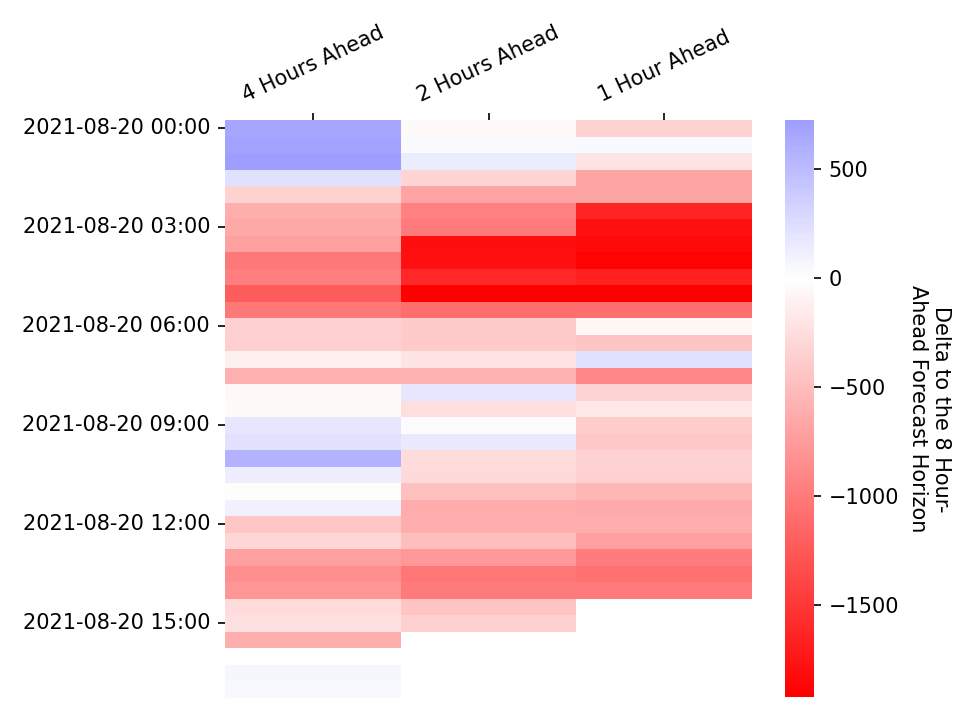 4 Hours Ahead
2 Hours Ahead
1 Hour Ahead
2021-08-20 00:00
2021-08-20 03:00
2021-08-20 06:00
2021-08-20 09:00
2021-08-20 12:00
2021-08-20 15:00
500
0
−500
−1000
−1500
Delta to the 8 Hour-
Ahead Forecast Horizon